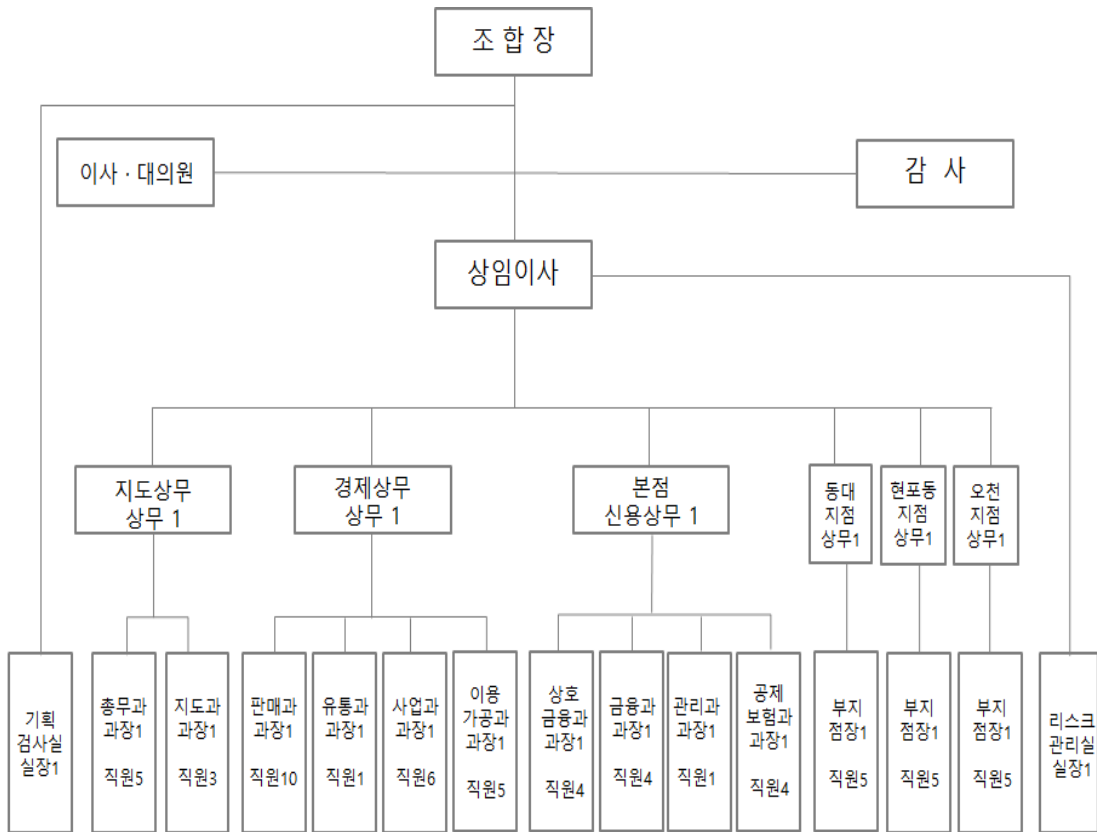 조 합 장
이사 · 대의원
감 사
상임이사
지도상무
상무 1
경제상무
상무 1
본점
신용상무 1
동대
지점
상무1
현포동
지점
상무1
오천
지점
상무1
기획
검사실
실장1
총무과
과장1
직원5
지도과
과장1
직원3
판매과
과장1
직원10
유통과
과장1
직원1
사업과
과장1
직원6
이용
가공과
과장1
직원5
상호
금융과
과장1
직원4
금융과
과장1
직원4
관리과
과장1
직원1
공제
보험과
과장1
직원4
부지
점장1
직원5
부지
점장1
직원5
부지
점장1
직원5
리스크
관리실
실장1